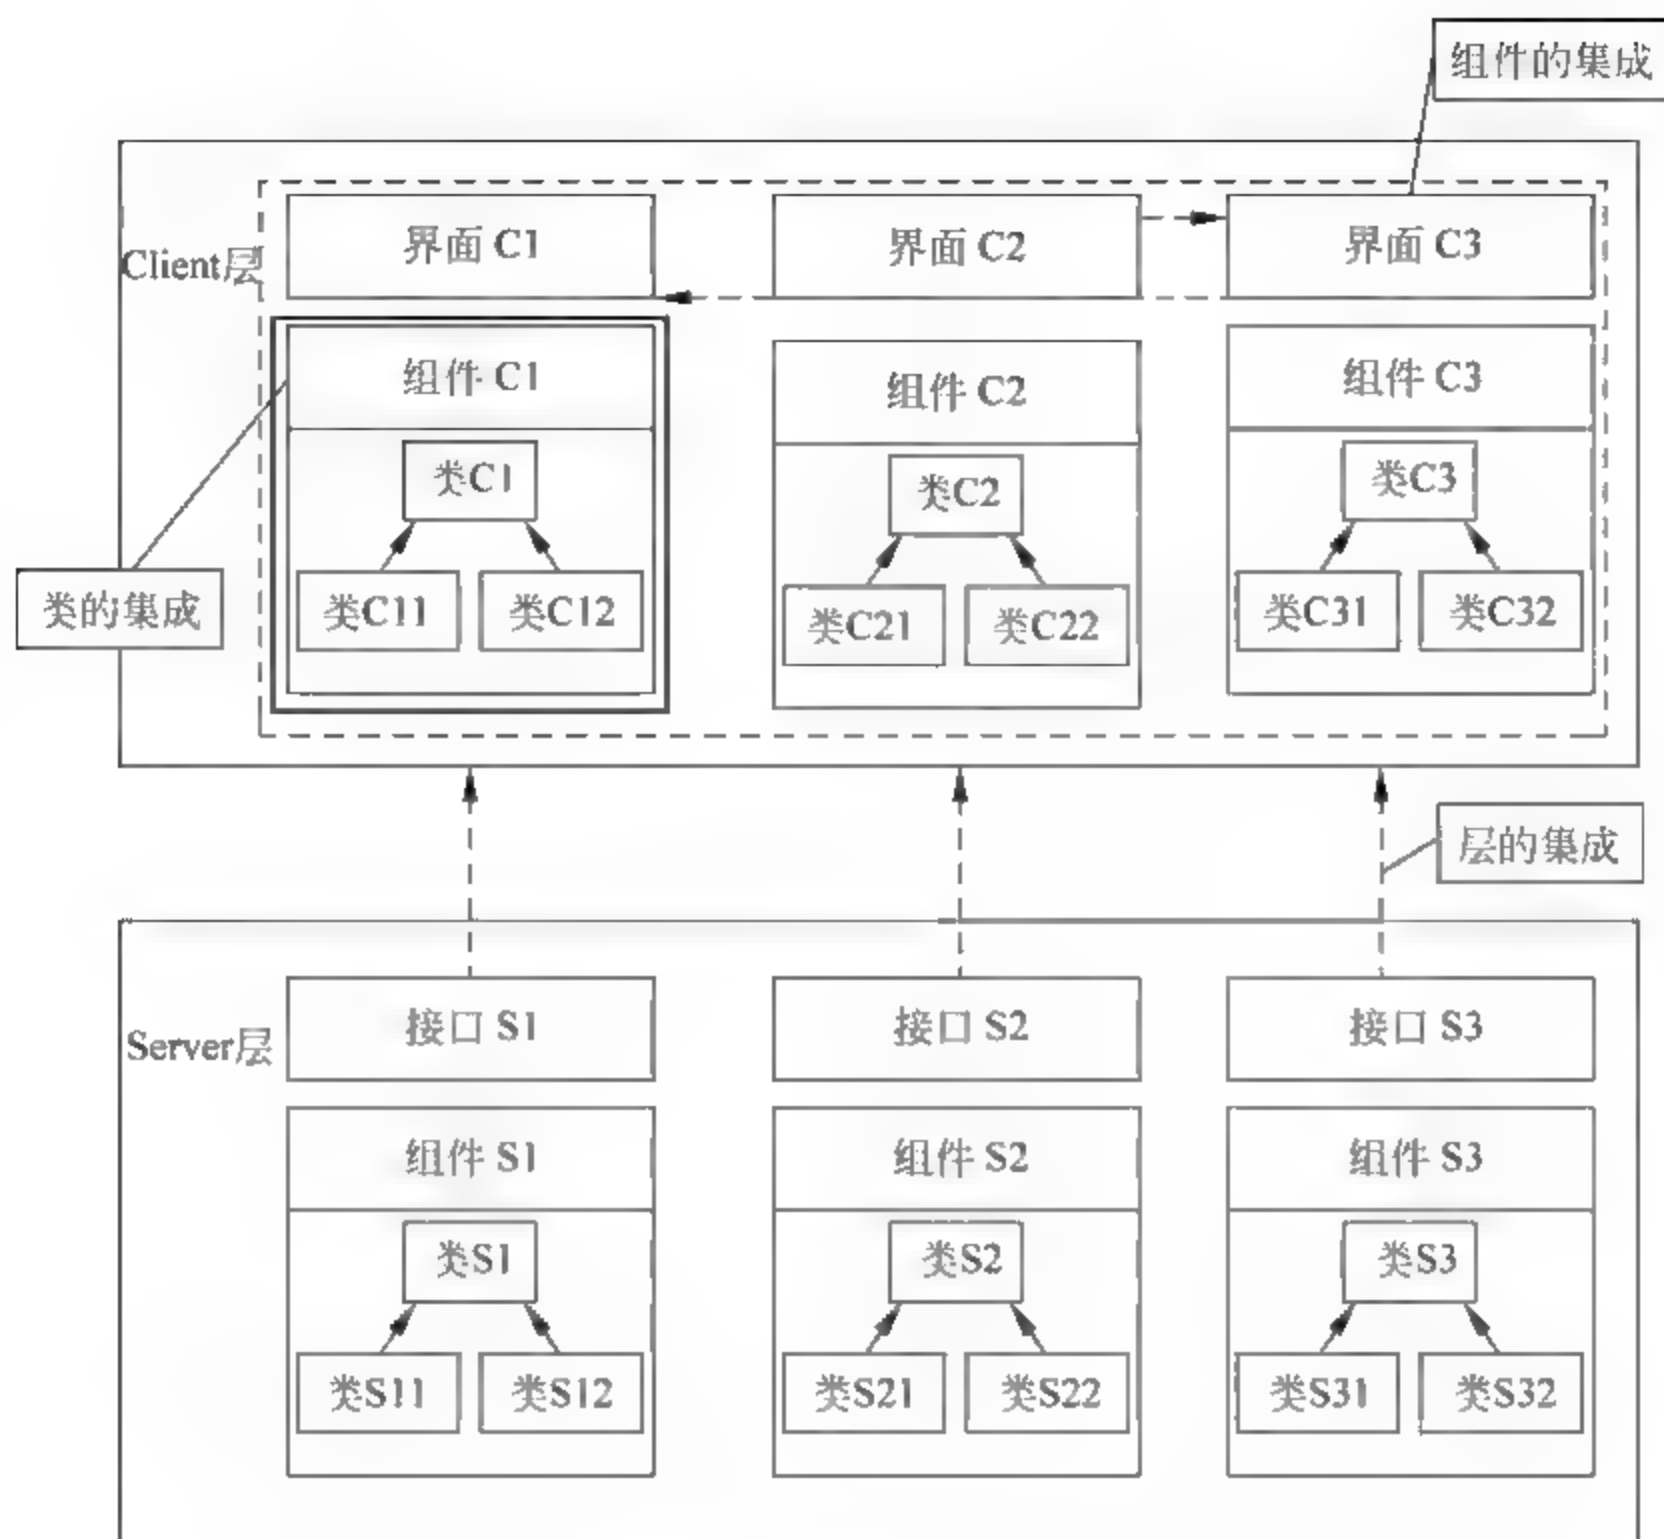 组件的集成
Client层
界面 C1
界面 C2
界面 C3
组件 C1
组件 C2
组件 C3
类C1
类C2
类C3
类的集成
类C11
类C12
类C21
类C22
类C31
类C32
层的集成
Server层
接口 S1
接口 S2
接口 S3
组件 S1
组件 S2
组件 S3
类S1
类S2
类S3
类S11
类S12
类S21
类S22
类S31
类S32